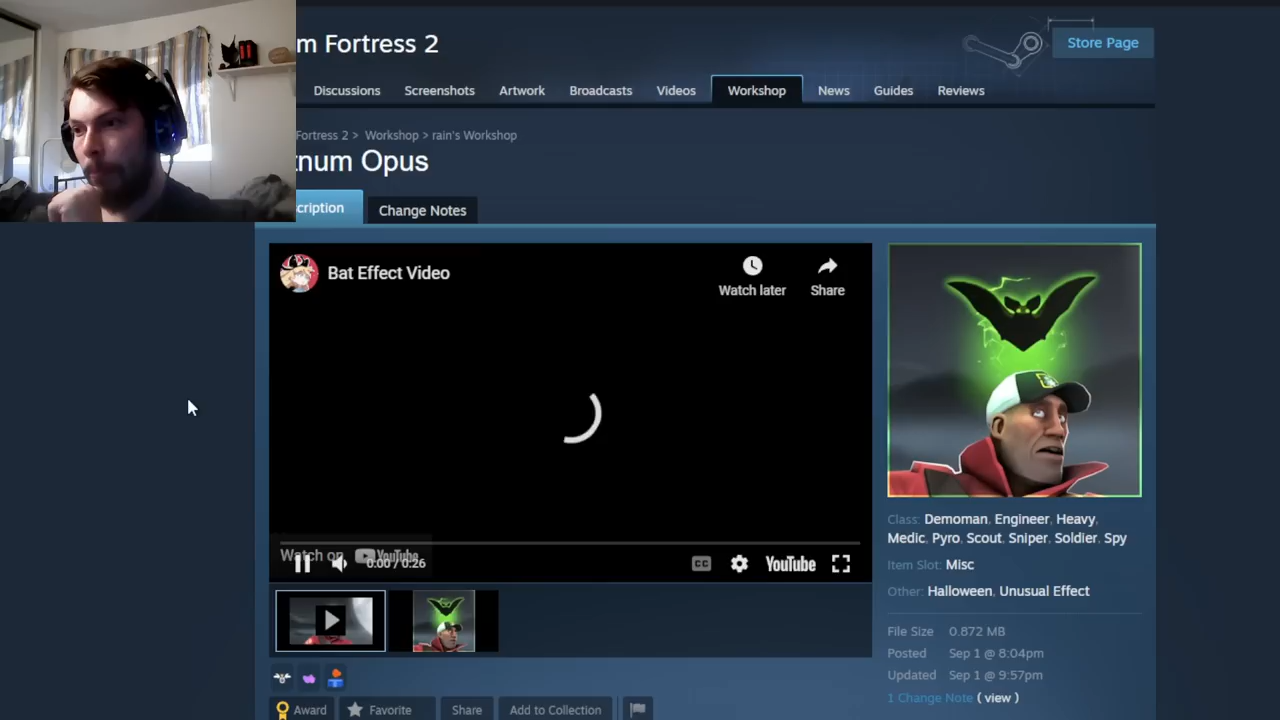 m Fortress 2
Store Page
Discussions Screenshots Artwork Broadcasts Videos Workshop News Guides Reviews
Fortress 2 > Workshop > rain's Workshop
num Opus
cription Change Notes
Bat Effect Video
Watch later
Share
Class: Demoman, Engineer, Heavy,
Medic, Pyro, Scout, Sniper, Soldier, Spy
Item Slot: Misc
Other: Halloween, Unusual Effect
Watch on YouTube
0:00 / 0:26
CC YouTube
File Size 0.872 MB
Posted Sep 1 @ 8:04pm
Updated Sep 1 @ 9:57pm
1 Change Note ( view )
Award Favorite Share Add to Collection